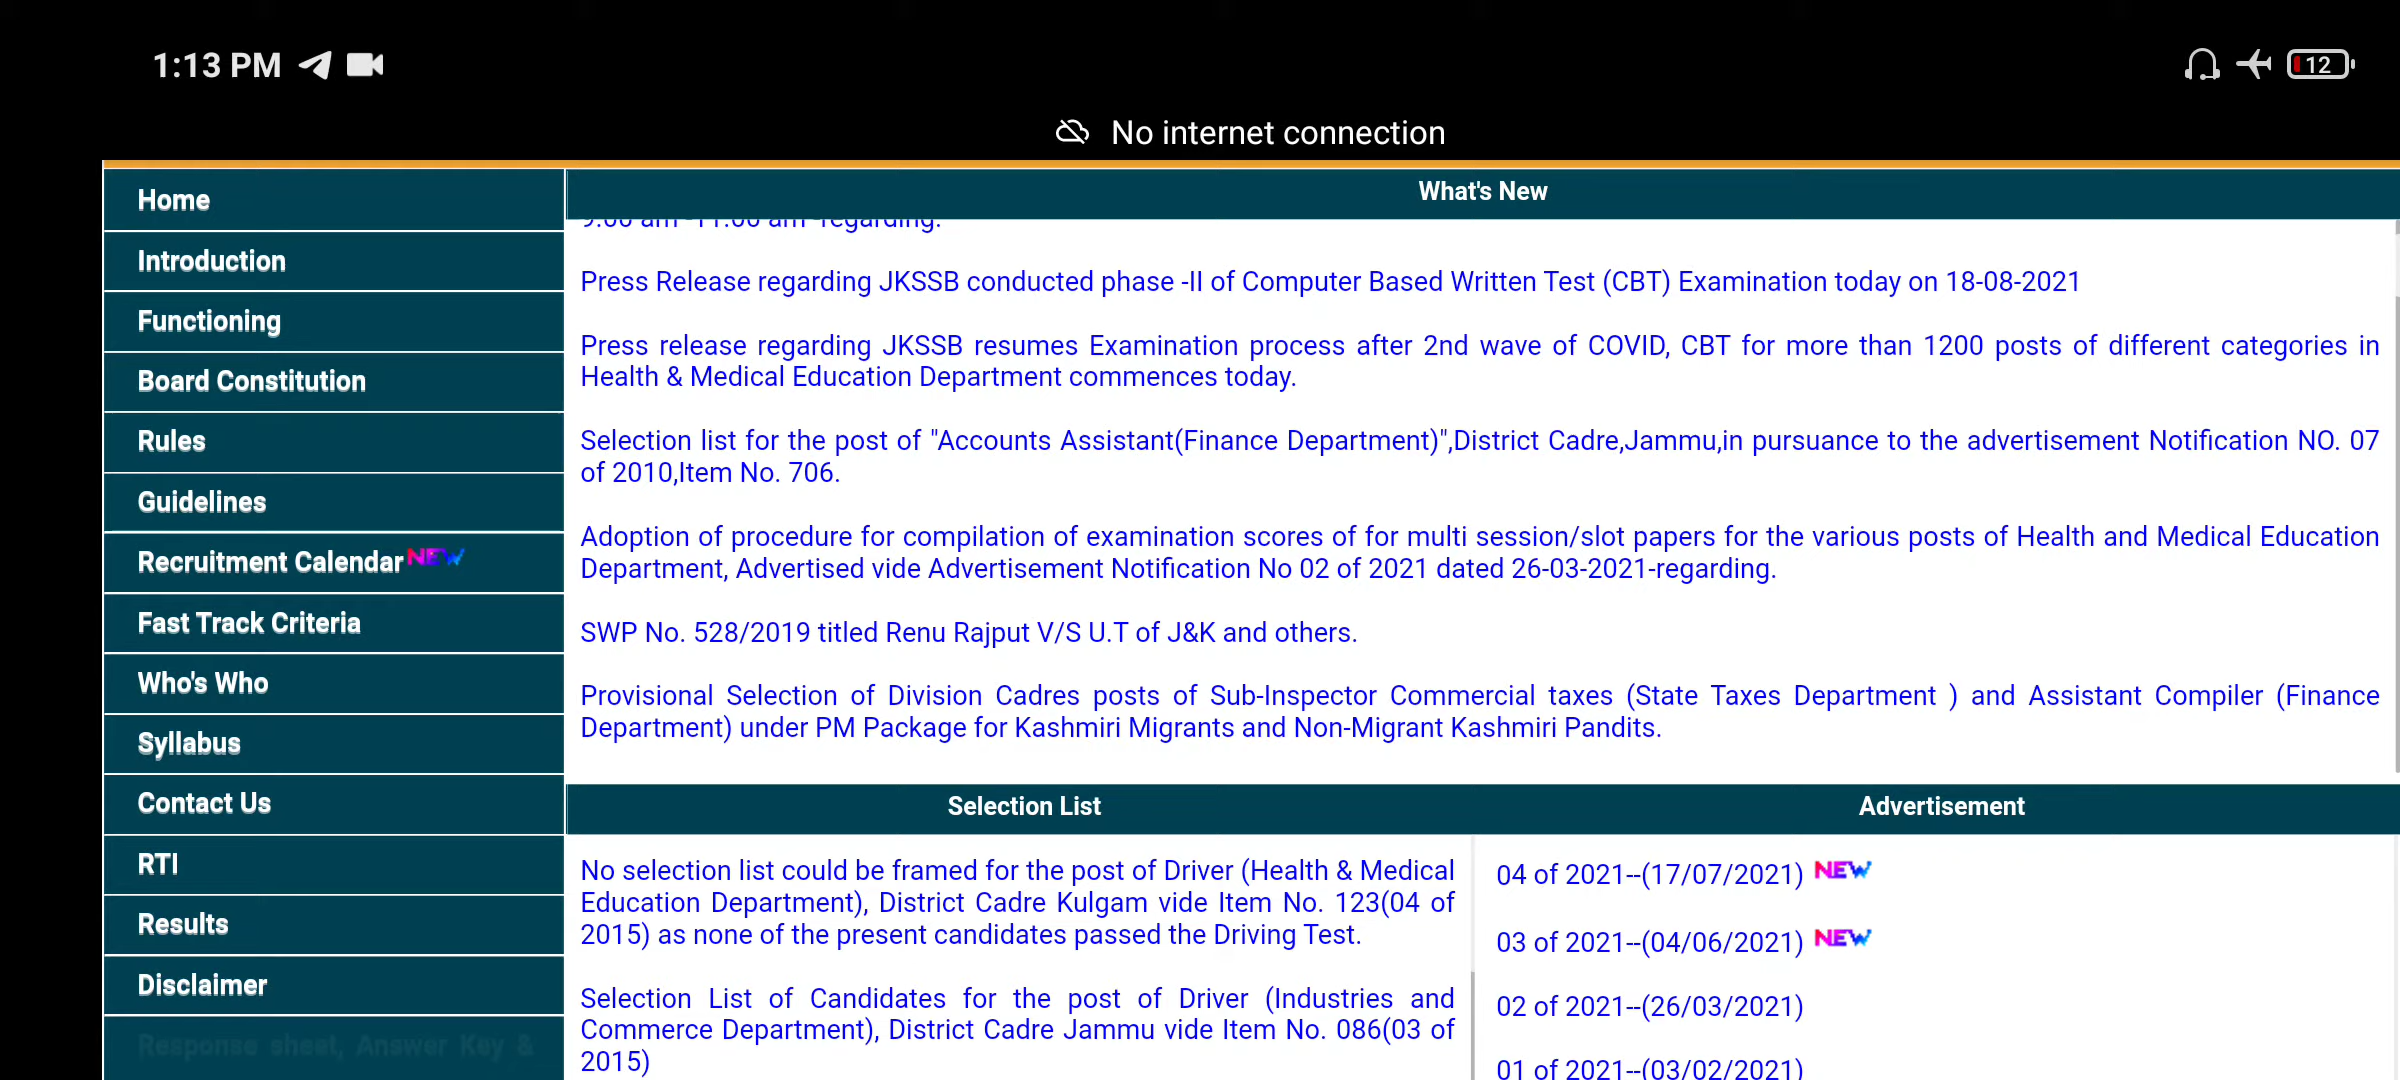 1:13 PM
12
No internet connection
Home
Introduction
Functioning
Board Constitution
Rules
Guidelines
Recruitment Calendar NEW
Fast Track Criteria
Who's Who
Syllabus
Contact Us
RTI
Results
Disclaimer
Response sheet, Answer Key &
What's New
regarding.
Press Release regarding JKSSB conducted phase -II of Computer Based Written Test (CBT) Examination today on 18-08-2021
Press release regarding JKSSB resumes Examination process after 2nd wave of COVID, CBT for more than 1200 posts of different categories in
Health & Medical Education Department commences today.
Selection list for the post of "Accounts Assistant(Finance Department)",District Cadre,Jammu,in pursuance to the advertisement Notification NO. 07
of 2010,Item No. 706.
Adoption of procedure for compilation of examination scores of for multi session/slot papers for the various posts of Health and Medical Education
Department, Advertised vide Advertisement Notification No 02 of 2021 dated 26-03-2021-regarding.
SWP No. 528/2019 titled Renu Rajput V/S U.T of J&K and others.
Provisional Selection of Division Cadres posts of Sub-Inspector Commercial taxes (State Taxes Department ) and Assistant Compiler (Finance
Department) under PM Package for Kashmiri Migrants and Non-Migrant Kashmiri Pandits.
Selection List
No selection list could be framed for the post of Driver (Health & Medical
Education Department), District Cadre Kulgam vide Item No. 123(04 of
2015) as none of the present candidates passed the Driving Test.
Selection List of Candidates for the post of Driver (Industries and
Commerce Department), District Cadre Jammu vide Item No. 086(03 of
2015)
Advertisement
04 of 2021--(17/07/2021) NEW
03 of 2021--(04/06/2021) NEW
02 of 2021--(26/03/2021)
01 of 2021--(03/02/2021)